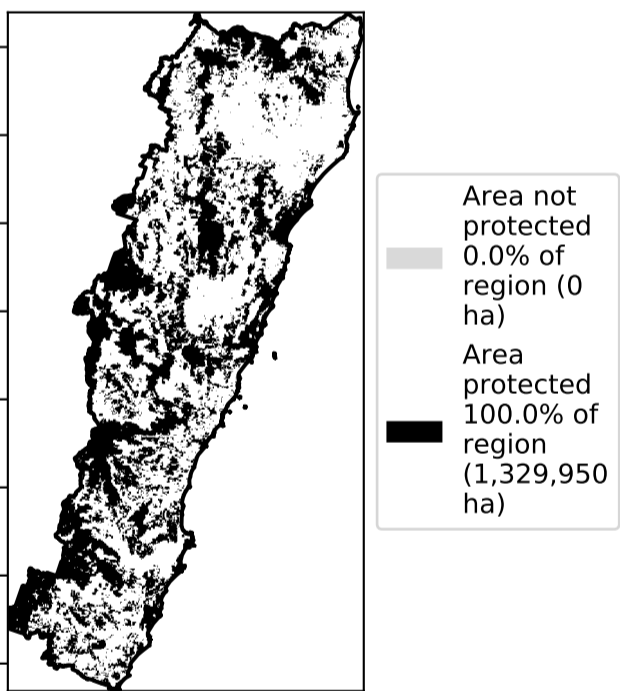 Area not
protected
0.0% of
region (0
ha)
Area
protected
100.0% of
region
(1,329,950
ha)